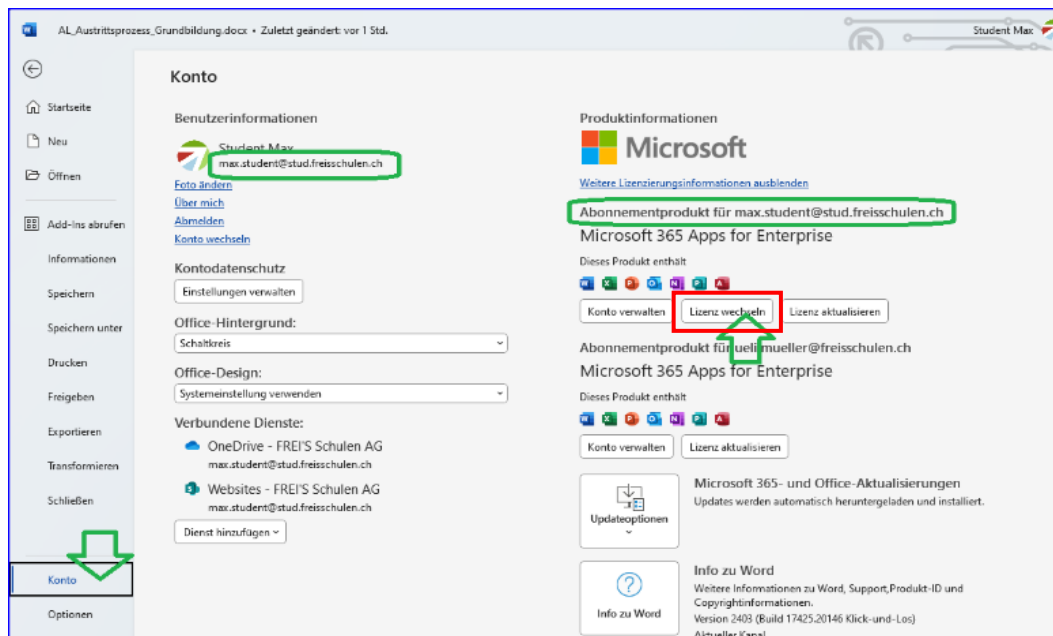 AL_Austrittsprozess_Grundbildung.docx • Zuletzt geändert: vor 1 Std.
Student Max
Konto
Startseite
Neu
Öffnen
Add-Ins abrufen
Informationen
Speichern
Speichern unter
Drucken
Freigeben
Exportieren
Transformieren
Schließen
Konto
Optionen
Benutzerinformationen
Student Max
max.student@stud.freisschulen.ch
Foto ändern
Über mich
Abmelden
Konto wechseln
Kontodatenschutz
Einstellungen verwalten
Office-Hintergrund:
Schaltkreis
Office-Design:
Systemeinstellung verwenden
Verbundene Dienste:
OneDrive - FREI'S Schulen AG
max.student@stud.freisschulen.ch
Websites - FREI'S Schulen AG
max.student@stud.freisschulen.ch
Dienst hinzufügen
Produktinformationen
Microsoft
Weitere Lizenzierungsinformationen ausblenden
Abonnementprodukt für max.student@stud.freisschulen.ch
Microsoft 365 Apps for Enterprise
Dieses Produkt enthält
Konto verwalten Lizenz wechseln Lizenz aktualisieren
Abonnementprodukt für ueli.mueller@freisschulen.ch
Microsoft 365 Apps for Enterprise
Dieses Produkt enthält
Konto verwalten Lizenz aktualisieren
Updateoptionen
Microsoft 365- und Office-Aktualisierungen
Updates werden automatisch heruntergeladen und installiert.
Info zu Word
Info zu Word
Weitere Informationen zu Word, Support,Produkt-ID und
Copyrightinformationen.
Version 2403 (Build 17425.20146 Klick-und-Los)
Aktueller Kanal